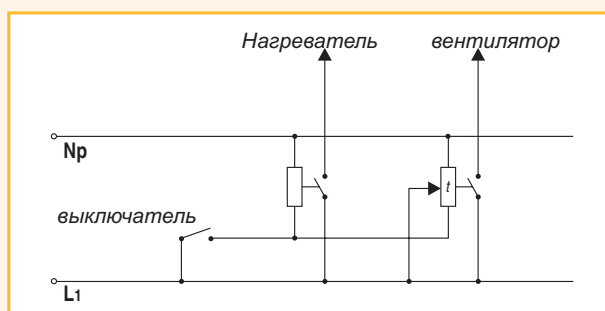 Нагреватель вентилятор
Np
t
выключатель
L1